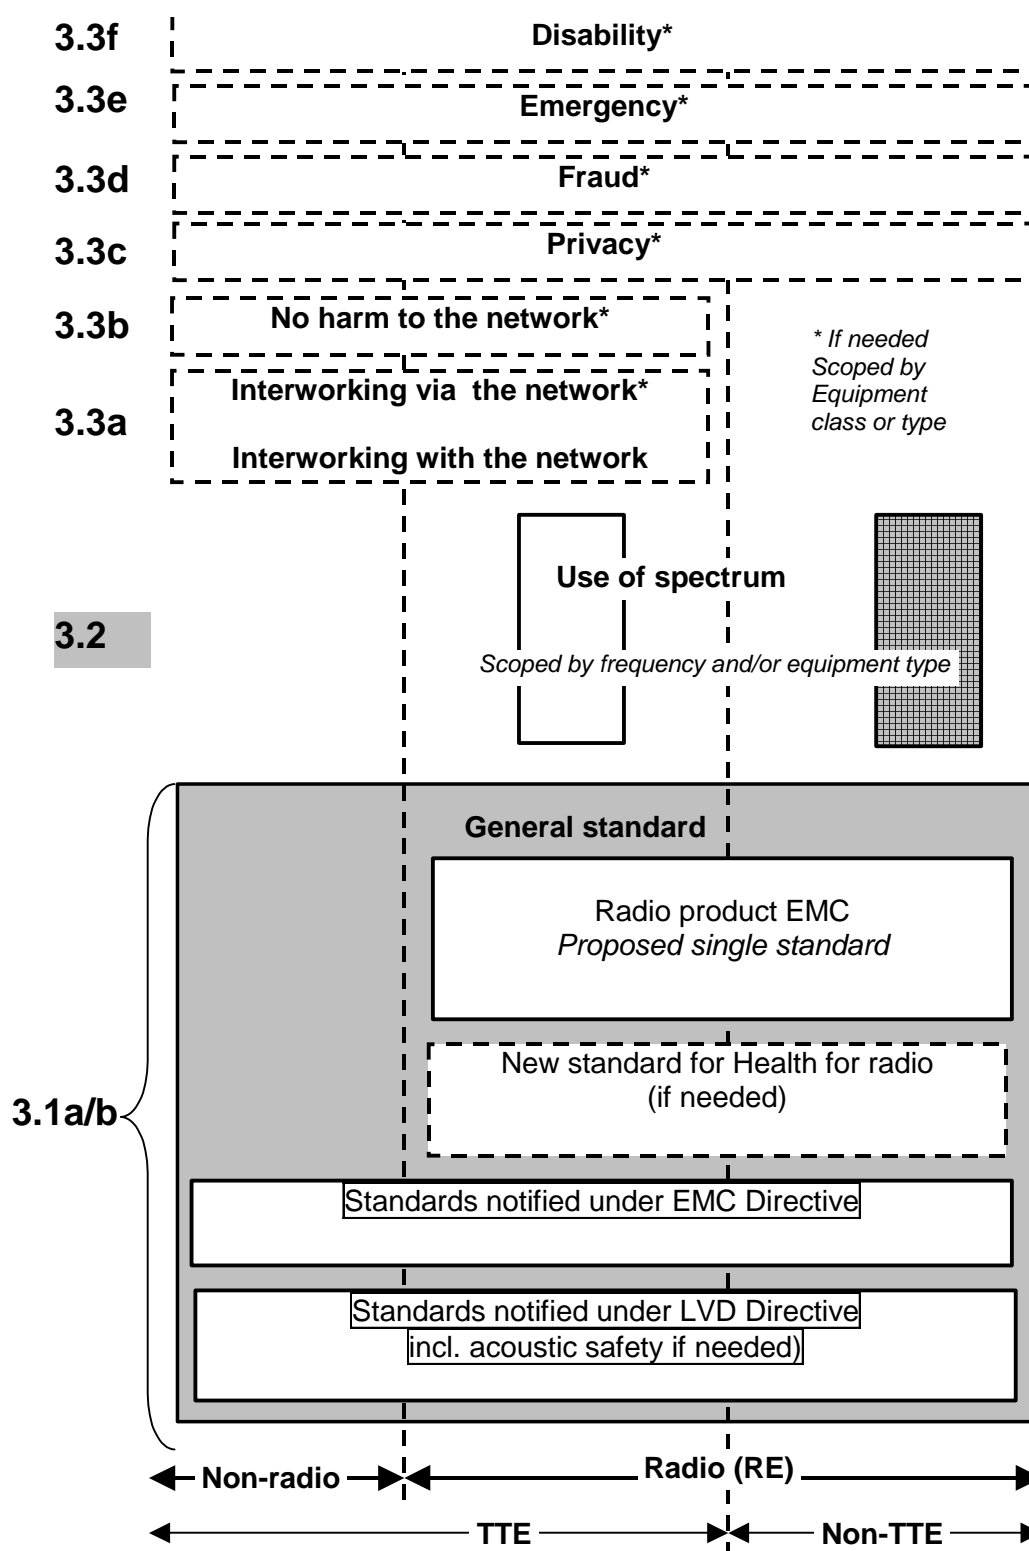 3.3f
Disability*
3.3e
Emergency*
3.3d
Fraud*
3.3c
Privacy*
3.3b
No harm to the network*
* If needed
Scoped by
Equipment
class or type
3.3a
Interworking via the network*
Interworking with the network
Use of spectrum
3.2
Scoped by frequency and/or equipment type
General standard
Radio product EMC
Proposed single standard
New standard for Health for radio
(if needed)
3.1a/b
Standards notified under EMC Directive
Standards notified under LVD Directive
incl. acoustic safety if needed)
Non-radio
Radio (RE)
TTE
Non-TTE